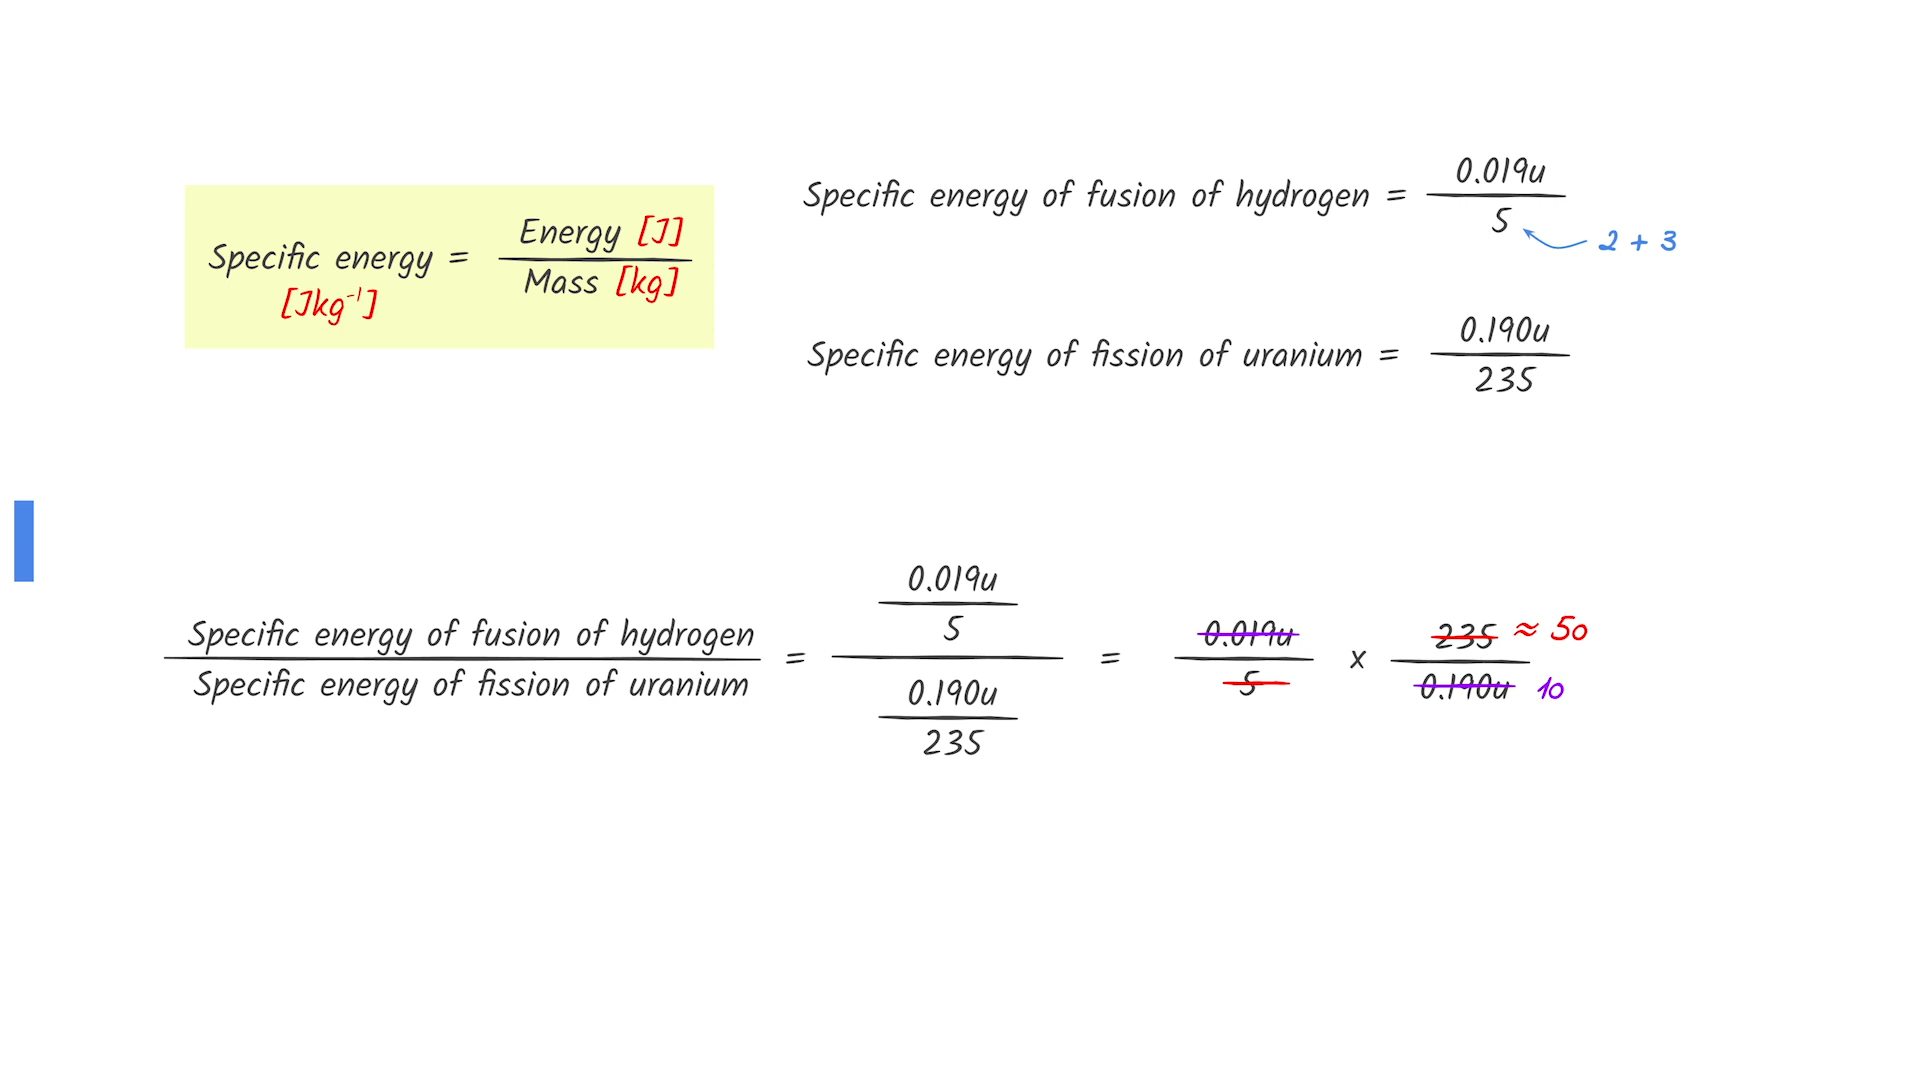 Specific energy = Energy [J] / Mass [kg]
[Jkg⁻¹]
Specific energy of fusion of hydrogen = 0.019u / 5
2 + 3
Specific energy of fission of uranium = 0.190u / 235
Specific energy of fusion of hydrogen / Specific energy of fission of uranium = (0.019u / 5) / (0.190u / 235) = 0.019u / 5 x 235 / 0.190u
≈ 50
10